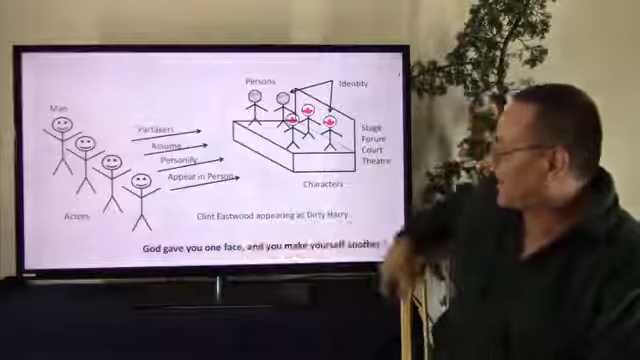 Persons
Identity
Man
Partakers
Assume
Personify
Appear in Person
Stage
Forum
Court
Theatre
Characters
Actors
Clint Eastwood appearing as Dirty Harry
God gave you one face, and you make yourself another